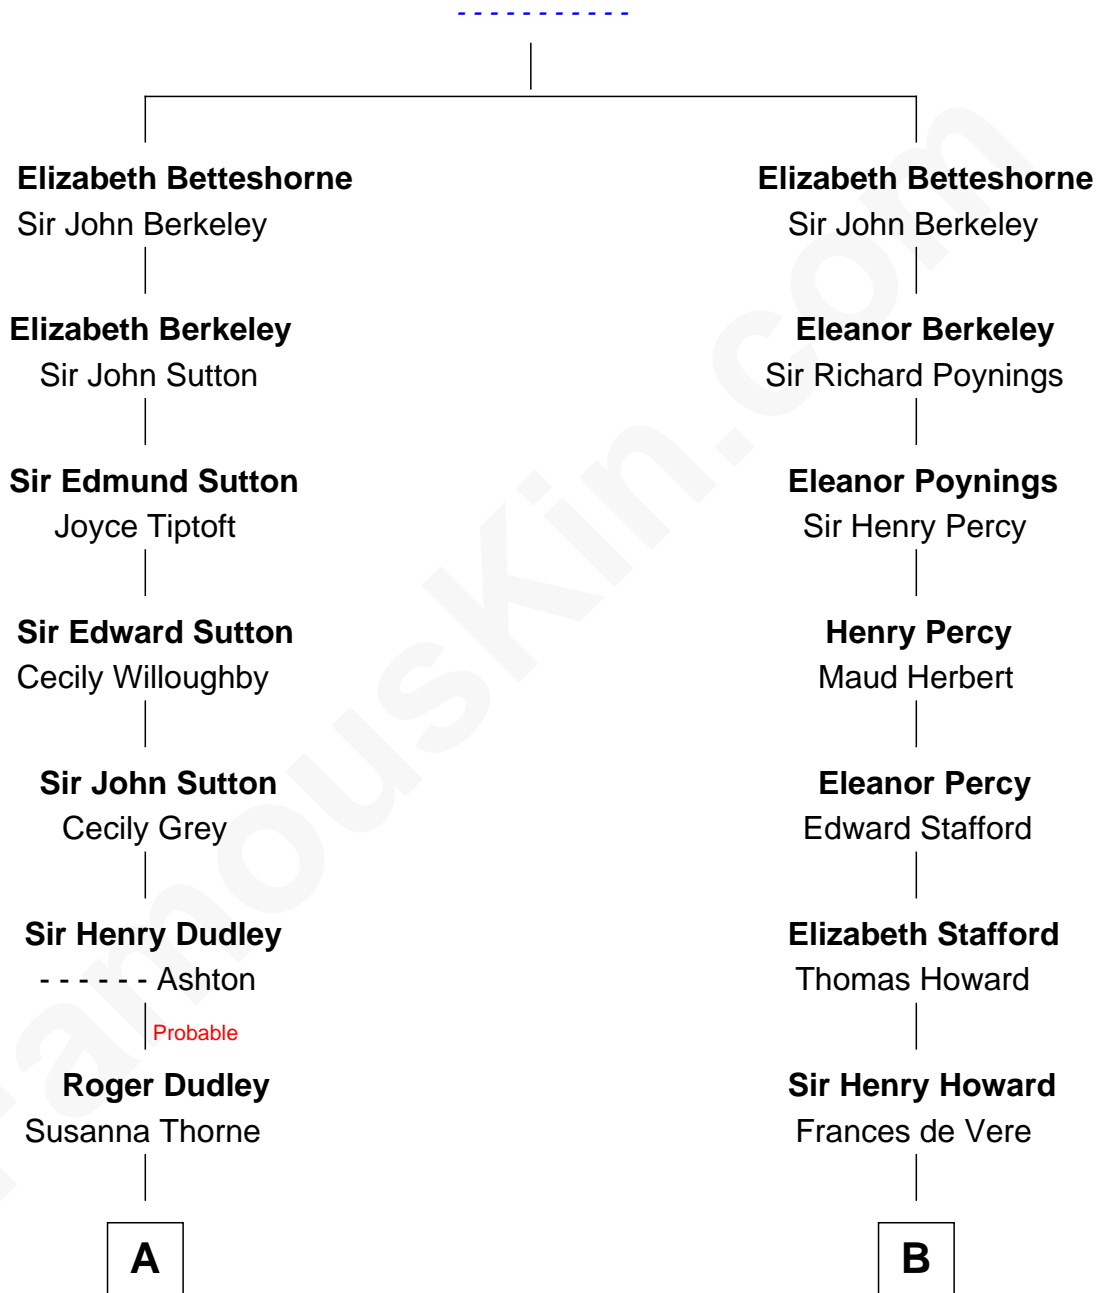 - - - - - - - - - - -
Elizabeth Betteshorne
Sir John Berkeley
Elizabeth Betteshorne
Sir John Berkeley
Elizabeth Berkeley
Sir John Sutton
Eleanor Berkeley
Sir Richard Poynings
Sir Edmund Sutton
Joyce Tiptoft
Eleanor Poynings
Sir Henry Percy
Sir Edward Sutton
Cecily Willoughby
Henry Percy
Maud Herbert
Sir John Sutton
Cecily Grey
Eleanor Percy
Edward Stafford
Sir Henry Dudley
- - - - - - Ashton
Elizabeth Stafford
Thomas Howard
Probable
Roger Dudley
Susanna Thorne
Sir Henry Howard
Frances de Vere
A
B
FamousKin.com